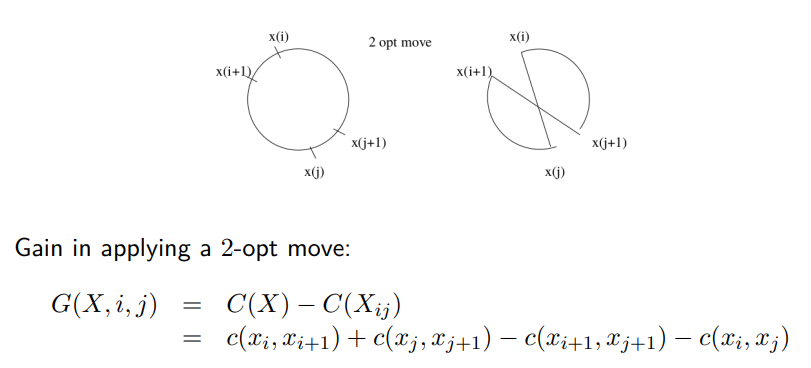 x(i) 2 opt move x(i)
x(i+1) x(i+1)
x(j+1) x(j+1)
x(j) x(j)
Gain in applying a 2-opt move:
G(X, i, j) = C(X) − C(X_{ij})
= c(x_i, x_{i+1}) + c(x_j, x_{j+1}) − c(x_{i+1}, x_{j+1}) − c(x_i, x_j)